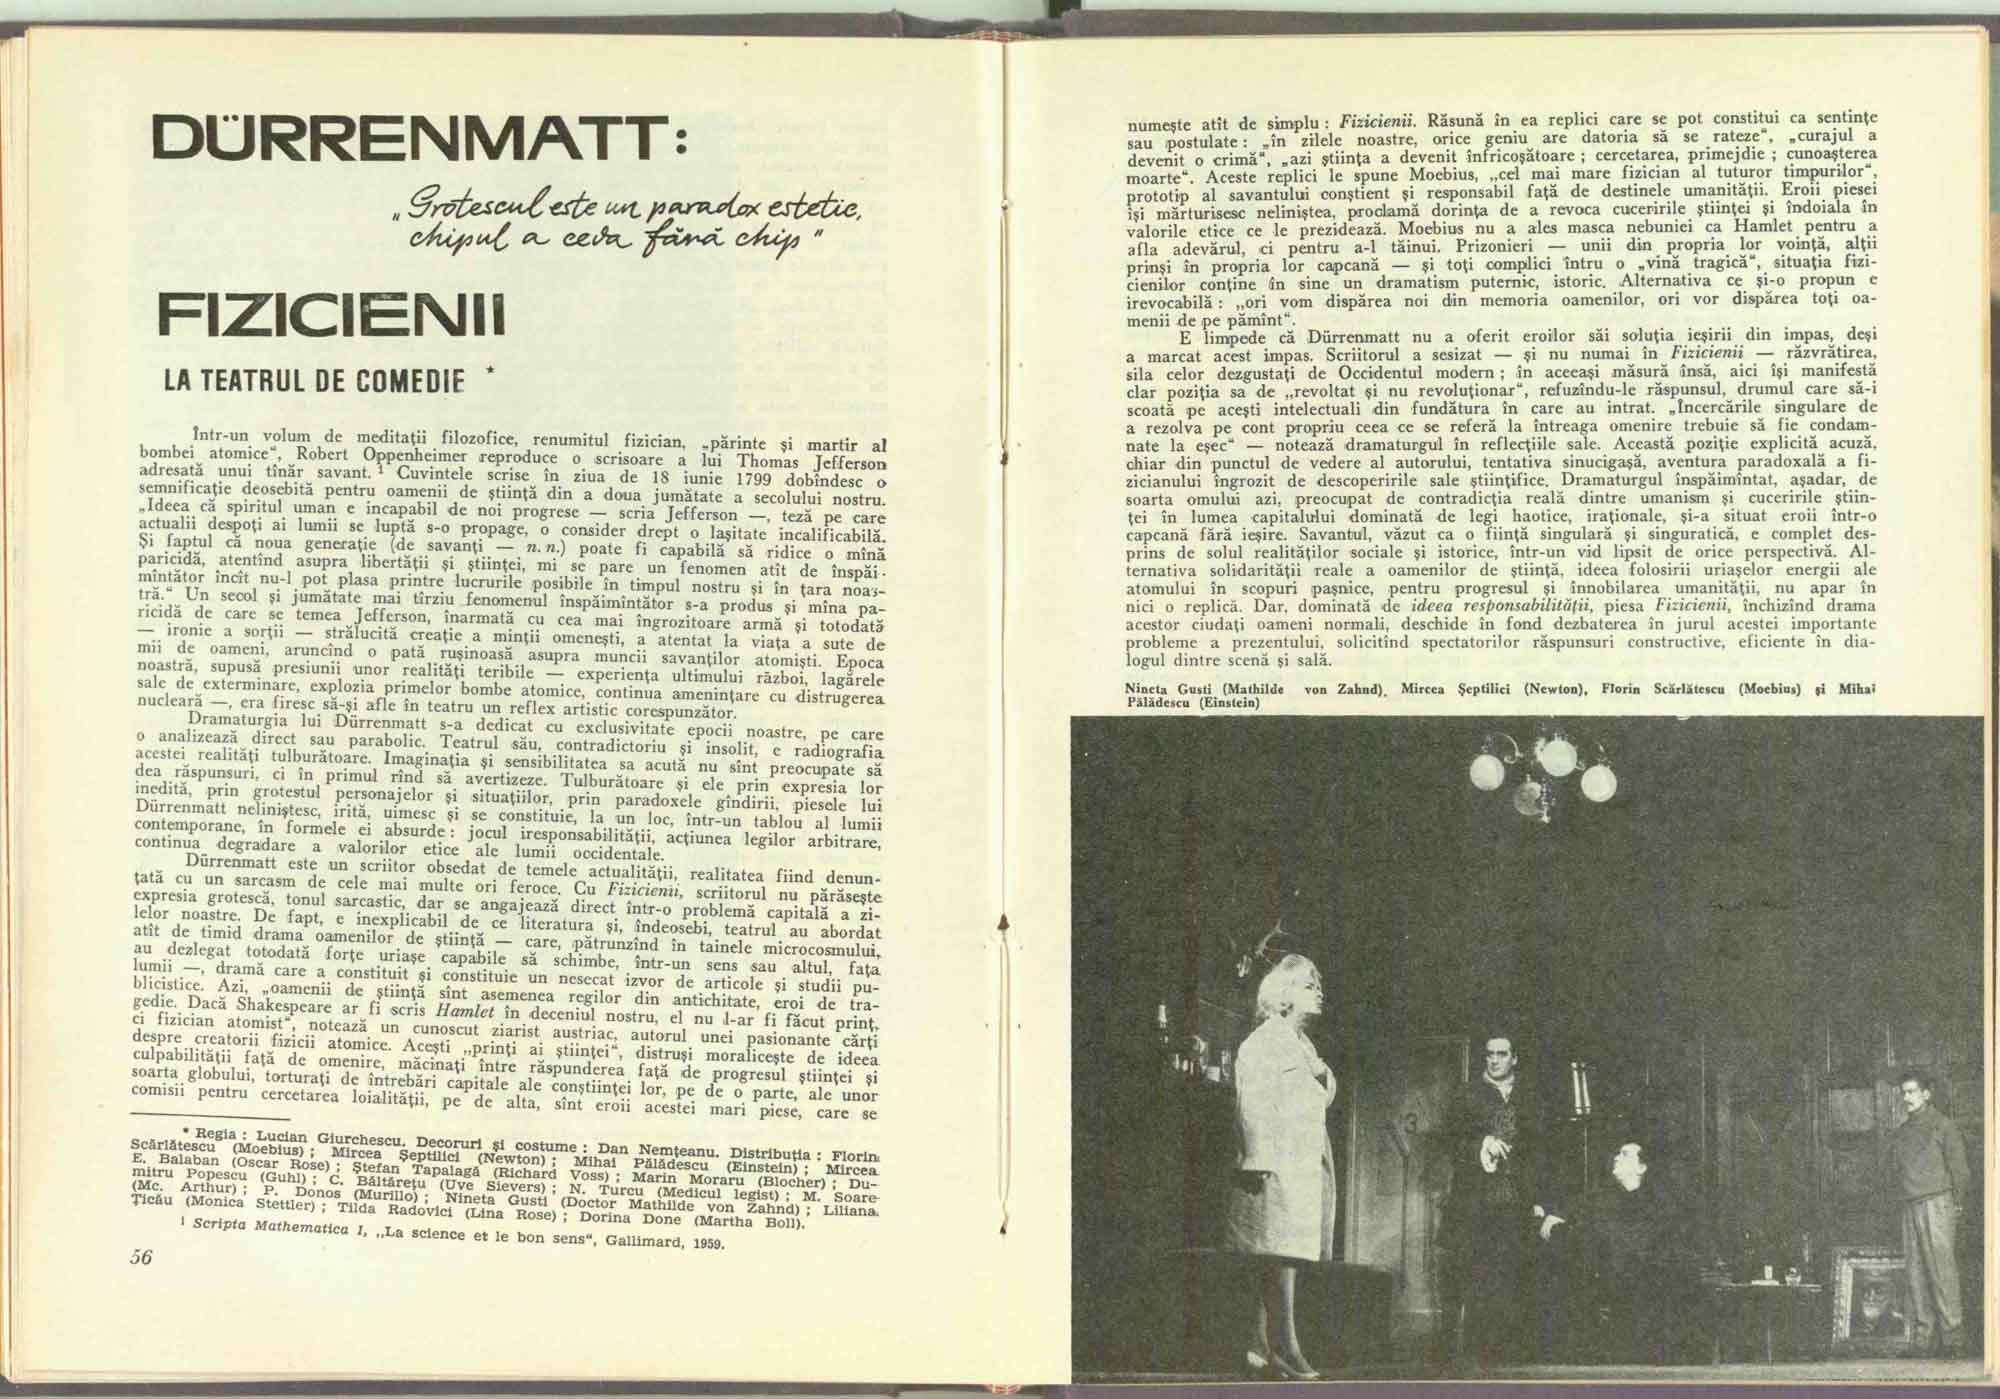 DÜRRENMATT:
„Grotescul este un paradox estetic,
chipul a ceva fără chip"
FIZICIENII
LA TEATRUL DE COMEDIE *
Într-un volum de meditații filozofice, renumitul fizician, „părinte și martir al
bombei atomice“, Robert Oppenheimer reproduce o scrisoare a lui Thomas Jefferson
adresată unui tînăr savant. ¹ Cuvintele scrise în ziua de 18 iunie 1799 dobîndesc o
semnificație deosebită pentru oamenii de știință din a doua jumătate a secolului nostru.
„Ideea că spiritul uman e incapabil de noi progrese — scria Jefferson —, teză pe care
actualii despoți ai lumii se luptă s-o propage, o consider drept o lașitate incalificabilă.
Și faptul că noua generație (de savanți — n. n.) poate fi capabilă să ridice o mînă
paricidă, atentînd asupra libertății și științei, mi se pare un fenomen atît de înspăi-
mîntător încît nu-l pot plasa printre lucrurile posibile în timpul nostru și în țara noas-
tră.“ Un secol și jumătate mai tîrziu fenomenul înspăimîntător s-a produs și mîna pa-
ricidă de care se temea Jefferson, înarmată cu cea mai îngrozitoare armă și totodată
— ironie a sorții — strălucită creație a minții omenești, a atentat la viața a sute de
mii de oameni, aruncînd o pată rușinoasă asupra muncii savanților atomiști. Epoca
noastră, supusă presiunii unor realități teribile — experiența ultimului război, lagărele
sale de exterminare, explozia primelor bombe atomice, continua amenințare cu distrugerea
nucleară —, era firesc să-și afle în teatru un reflex artistic corespunzător.
Dramaturgia lui Dürrenmatt s-a dedicat cu exclusivitate epocii noastre, pe care
o analizează direct sau parabolic. Teatrul său, contradictoriu și insolit, e radiografia
acestei realități tulburătoare. Imaginația și sensibilitatea sa acută nu sînt preocupate să
dea răspunsuri, ci în primul rînd să avertizeze. Tulburătoare și ele prin expresia lor
inedită, prin grotestul personajelor și situațiilor, prin paradoxele gîndirii, piesele lui
Dürrenmatt neliniștesc, irită, uimesc și se constituie, la un loc, într-un tablou al lumii
contemporane, în formele ei absurde : jocul iresponsabilității, acțiunea legilor arbitrare,
continua degradare a valorilor etice ale lumii occidentale.
Dürrenmatt este un scriitor obsedat de temele actualității, realitatea fiind denun-
țată cu un sarcasm de cele mai multe ori feroce. Cu Fizicienii, scriitorul nu părăsește
expresia grotescă, tonul sarcastic, dar se angajează direct într-o problemă capitală a zi-
lelor noastre. De fapt, e inexplicabil de ce literatura și, îndeosebi, teatrul au abordat
atît de timid drama oamenilor de știință — care, pătrunzînd în tainele microcosmului,
au dezlegat totodată forțe uriașe capabile să schimbe, într-un sens sau altul, fața
lumii —, dramă care a constituit și constituie un nesecat izvor de articole și studii pu-
blicistice. Azi, „oamenii de știință sînt asemenea regilor din antichitate, eroi de tra-
gedie. Dacă Shakespeare ar fi scris Hamlet în deceniul nostru, el nu l-ar fi făcut prinț,
ci fizician atomist“, notează un cunoscut ziarist austriac, autorul unei pasionante cărți
despre creatorii fizicii atomice. Acești „prinți ai științei“, distruși moralicește de ideea
culpabilității față de omenire, măcinați între răspunderea față de progresul științei și
soarta globului, torturați de întrebări capitale ale conștiinței lor, pe de o parte, ale unor
comisii pentru cercetarea loialității, pe de alta, sînt eroii acestei mari piese, care se
* Regia : Lucian Giurchescu. Decoruri și costume : Dan Nemțeanu. Distribuția : Florin
Scărlătescu (Moebius) ; Mircea Șeptilici (Newton) ; Mihai Pălădescu (Einstein) ; Mircea
E. Balaban (Oscar Rose) ; Ștefan Tapalagă (Richard Voss) ; Marin Moraru (Blocher) ; Du-
mitru Popescu (Guhl) ; C. Băltărețu (Uve Sievers) ; N. Turcu (Medicul legist) ; M. Soare
(Mc. Arthur) ; P. Donos (Murillo) ; Nineta Gusti (Doctor Mathilde von Zahnd) ; Liliana
Țicău (Monica Stettler) ; Tilda Radovici (Lina Rose) ; Dorina Done (Martha Boll).
¹ Scripta Mathematica I, „La science et le bon sens“, Gallimard, 1959.
56
numește atît de simplu : Fizicienii. Răsună în ea replici care se pot constitui ca sentințe
sau postulate : „în zilele noastre, orice geniu are datoria să se rateze“, „curajul a
devenit o crimă“, „azi știința a devenit înfricoșătoare ; cercetarea, primejdie ; cunoașterea
moarte“. Aceste replici le spune Moebius, „cel mai mare fizician al tuturor timpurilor“,
prototip al savantului conștient și responsabil față de destinele umanității. Eroii piesei
își mărturisesc neliniștea, proclamă dorința de a revoca cuceririle științei și îndoiala în
valorile etice ce le prezidează. Moebius nu a ales masca nebuniei ca Hamlet pentru a
afla adevărul, ci pentru a-l tăinui. Prizonieri — unii din propria lor voință, alții
prinși în propria lor capcană — și toți complici întru o „vină tragică“, situația fizi-
cienilor conține în sine un dramatism puternic, istoric. Alternativa ce și-o propun e
irevocabilă : „ori vom dispărea noi din memoria oamenilor, ori vor dispărea toți oa-
menii de pe pămînt“.
E limpede că Dürrenmatt nu a oferit eroilor săi soluția ieșirii din impas, deși
a marcat acest impas. Scriitorul a sesizat — și nu numai în Fizicienii — răzvrătirea,
sila celor dezgustați de Occidentul modern ; în aceeași măsură însă, aici își manifestă
clar poziția sa de „revoltat și nu revoluționar“, refuzîndu-le răspunsul, drumul care să-i
scoată pe acești intelectuali din fundătura în care au intrat. „Încercările singulare de
a rezolva pe cont propriu ceea ce se referă la întreaga omenire trebuie să fie condam-
nate la eșec“ — notează dramaturgul în reflecțiile sale. Această poziție explicită acuză,
chiar din punctul de vedere al autorului, tentativa sinucigașă, aventura paradoxală a fi-
zicianului îngrozit de descoperirile sale științifice. Dramaturgul înspăimîntat, așadar, de
soarta omului azi, preocupat de contradicția reală dintre umanism și cuceririle știin-
ței în lumea capitalului dominată de legi haotice, iraționale, și-a situat eroii într-o
capcană fără ieșire. Savantul, văzut ca o ființă singulară și singuratică, e complet des-
prins de solul realităților sociale și istorice, într-un vid lipsit de orice perspectivă. Al-
ternativa solidarității reale a oamenilor de știință, ideea folosirii uriașelor energii ale
atomului în scopuri pașnice, pentru progresul și înnobilarea umanității, nu apar în
nici o replică. Dar, dominată de ideea responsabilității, piesa Fizicienii, închizînd drama
acestor ciudați oameni normali, deschide în fond dezbaterea în jurul acestei importante
probleme a prezentului, solicitînd spectatorilor răspunsuri constructive, eficiente în dia-
logul dintre scenă și sală.
Nineta Gusti (Mathilde von Zahnd), Mircea Șeptilici (Newton), Florin Scărlătescu (Moebius) și Mihai
Pălădescu (Einstein)